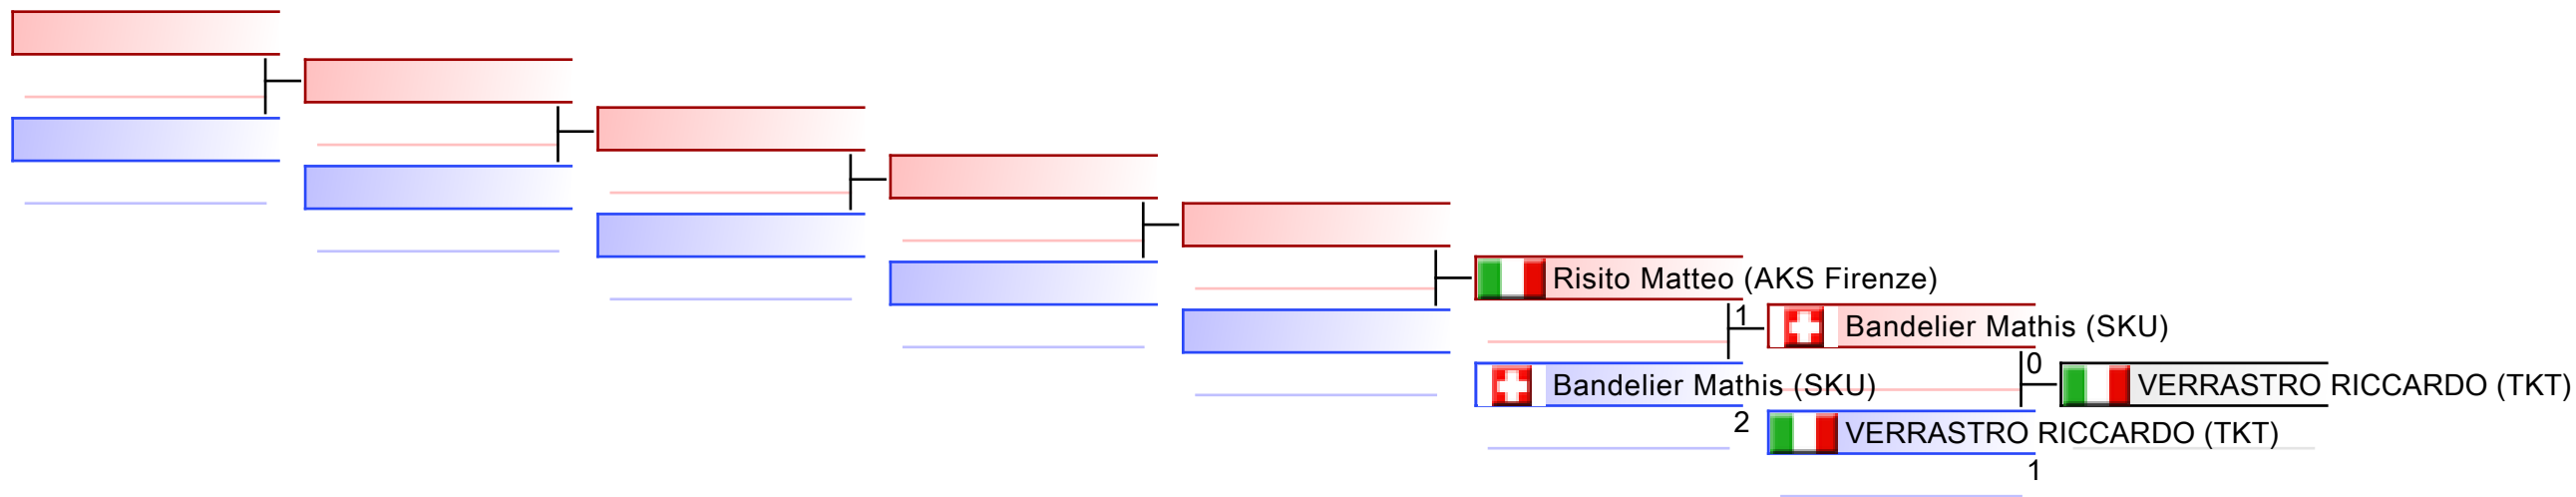 Risito Matteo (AKS Firenze)
1
Bandelier Mathis (SKU)
0
Bandelier Mathis (SKU)
VERRASTRO RICCARDO (TKT)
2
VERRASTRO RICCARDO (TKT)
1